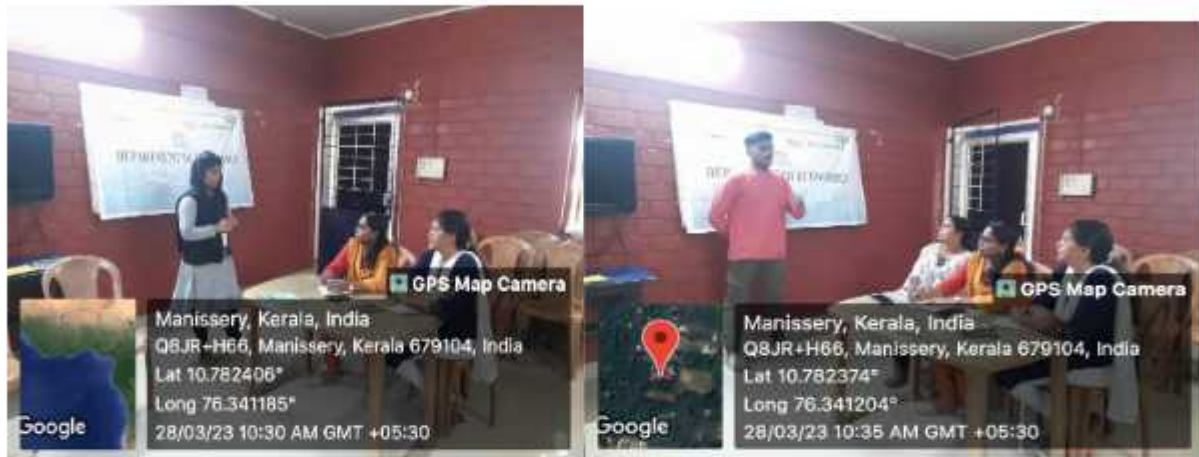 DEPARTMENT
GPS Map Camera
Manissery, Kerala, India
Q8JR+H66, Manissery, Kerala 679104, India
Lat 10.782406°
Long 76.341185°
28/03/23 10:30 AM GMT +05:30
Google
ECONOMICS
GPS Map Camera
Manissery, Kerala, India
Q8JR+H66, Manissery, Kerala 679104, India
Lat 10.782374°
Long 76.341204°
28/03/23 10:35 AM GMT +05:30
Google